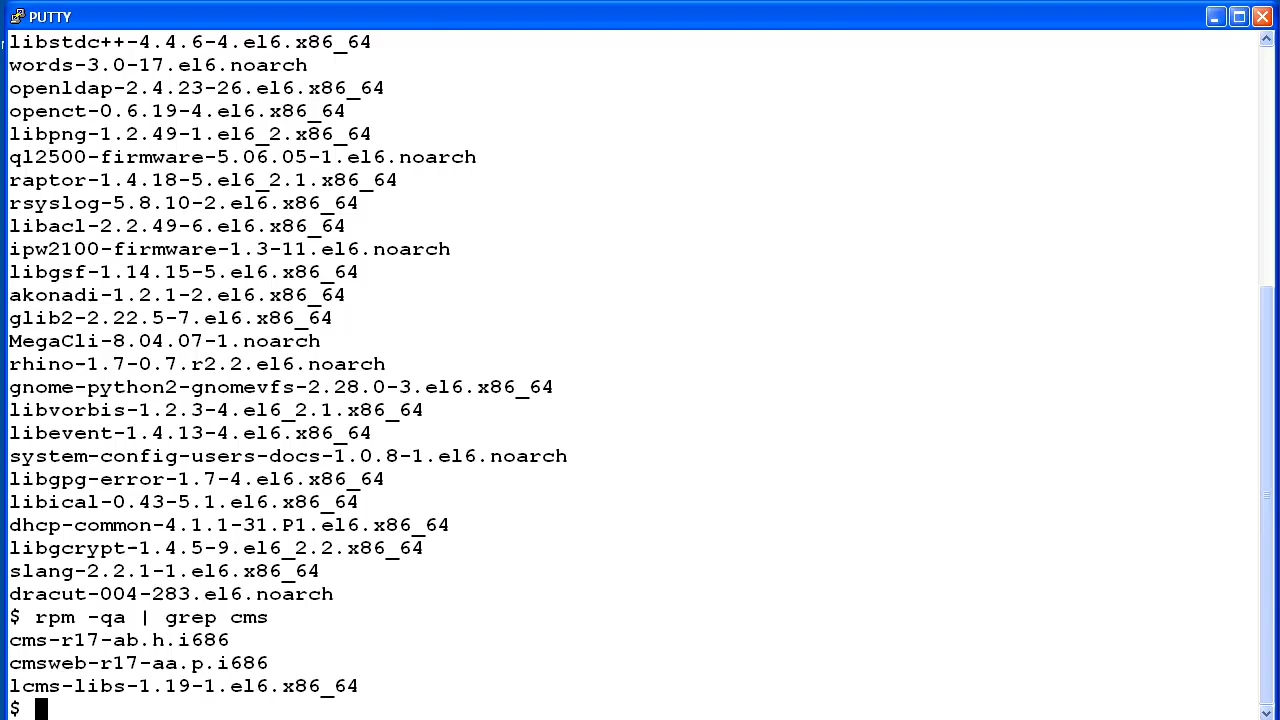 PUTTY
libstdc++-4.4.6-4.el6.x86_64
words-3.0-17.el6.noarch
openldap-2.4.23-26.el6.x86_64
openct-0.6.19-4.el6.x86_64
libpng-1.2.49-1.el6_2.x86_64
ql2500-firmware-5.06.05-1.el6.noarch
raptor-1.4.18-5.el6_2.1.x86_64
rsyslog-5.8.10-2.el6.x86_64
libacl-2.2.49-6.el6.x86_64
ipw2100-firmware-1.3-11.el6.noarch
libgsf-1.14.15-5.el6.x86_64
akonadi-1.2.1-2.el6.x86_64
glib2-2.22.5-7.el6.x86_64
MegaCli-8.04.07-1.noarch
rhino-1.7-0.7.r2.2.el6.noarch
gnome-python2-gnomevfs-2.28.0-3.el6.x86_64
libvorbis-1.2.3-4.el6_2.1.x86_64
libevent-1.4.13-4.el6.x86_64
system-config-users-docs-1.0.8-1.el6.noarch
libgpg-error-1.7-4.el6.x86_64
libical-0.43-5.1.el6.x86_64
dhcp-common-4.1.1-31.P1.el6.x86_64
libgcrypt-1.4.5-9.el6_2.2.x86_64
slang-2.2.1-1.el6.x86_64
dracut-004-283.el6.noarch
$ rpm -qa | grep cms
cms-r17-ab.h.i686
cmsweb-r17-aa.p.i686
lcms-libs-1.19-1.el6.x86_64
$